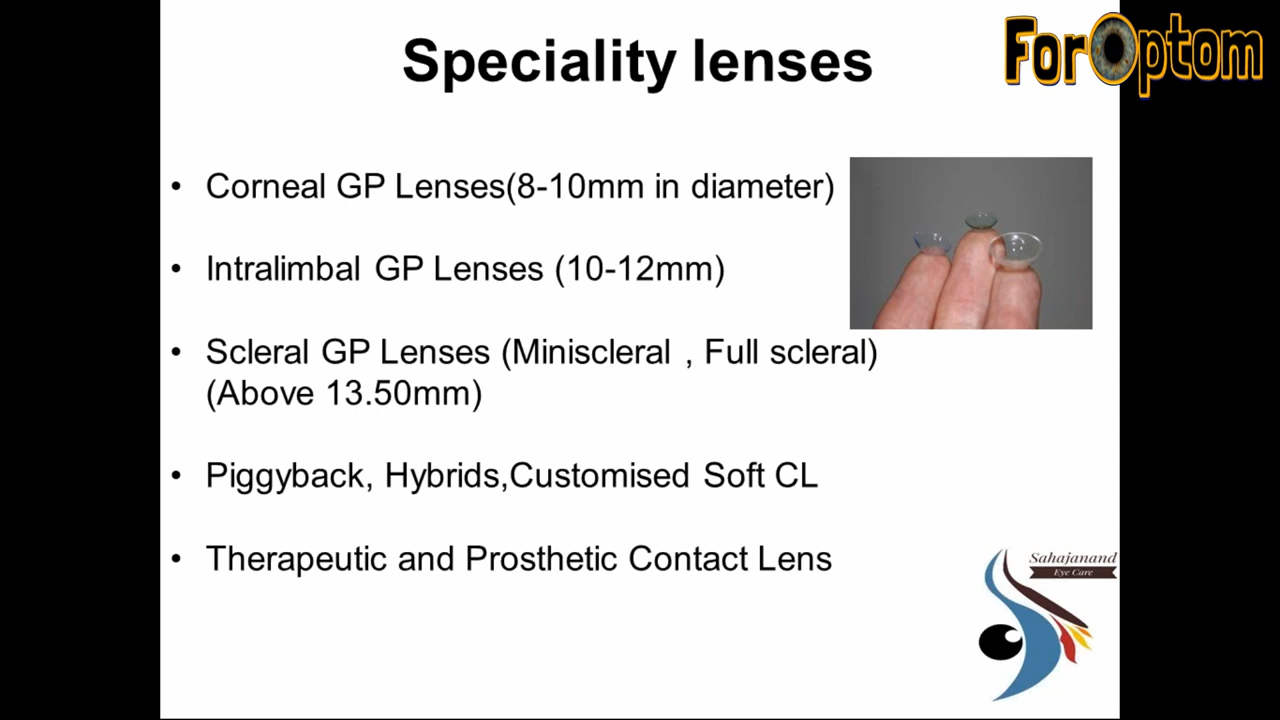 Speciality lenses
ForOptom
• Corneal GP Lenses(8-10mm in diameter)
• Intralimbal GP Lenses (10-12mm)
• Scleral GP Lenses (Miniscleral , Full scleral)
(Above 13.50mm)
• Piggyback, Hybrids,Customised Soft CL
• Therapeutic and Prosthetic Contact Lens
Sahajanand
Eye Care